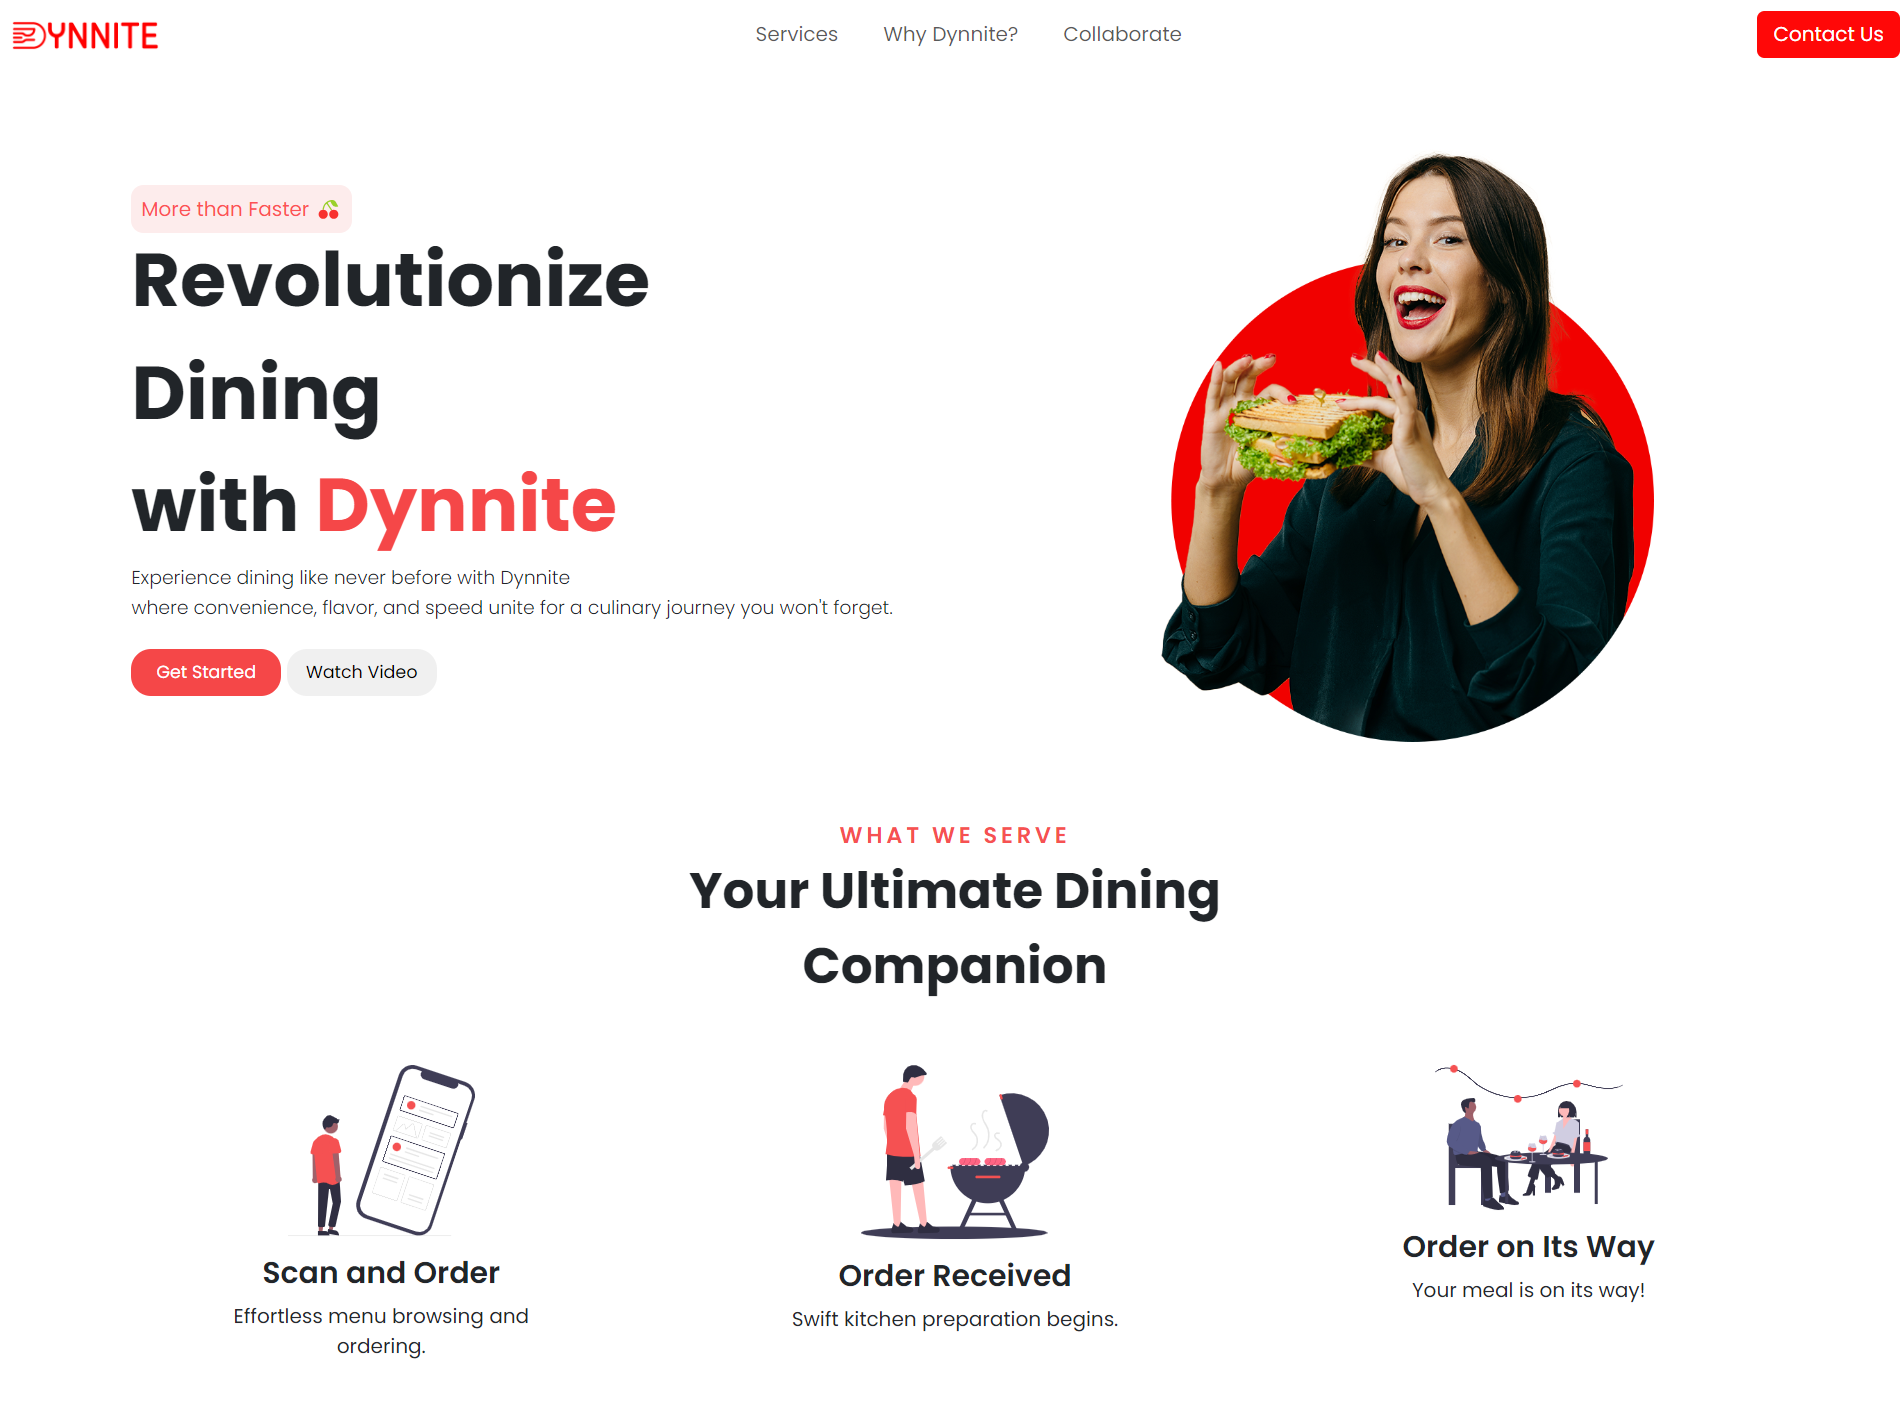 DYNNITE
Services
Why Dynnite?
Collaborate
Contact Us
More than Faster
Revolutionize
Dining
with Dynnite
Experience dining like never before with Dynnite
where convenience, flavor, and speed unite for a culinary journey you won't forget.
Get Started
Watch Video
WHAT WE SERVE
Your Ultimate Dining
Companion
Scan and Order
Effortless menu browsing and
ordering.
Order Received
Swift kitchen preparation begins.
Order on Its Way
Your meal is on its way!